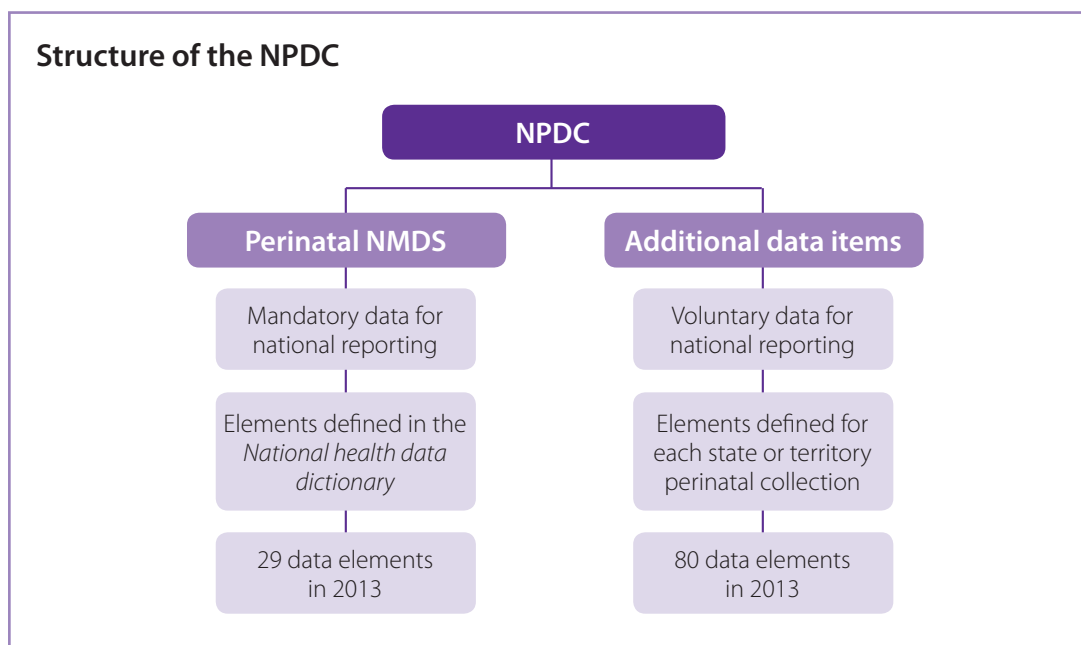 Structure of the NPDC
NPDC
Perinatal NMDS
Mandatory data for
national reporting
Elements defined in the
National health data
dictionary
29 data elements
in 2013
Additional data items
Voluntary data for
national reporting
Elements defined for
each state or territory
perinatal collection
80 data elements
in 2013